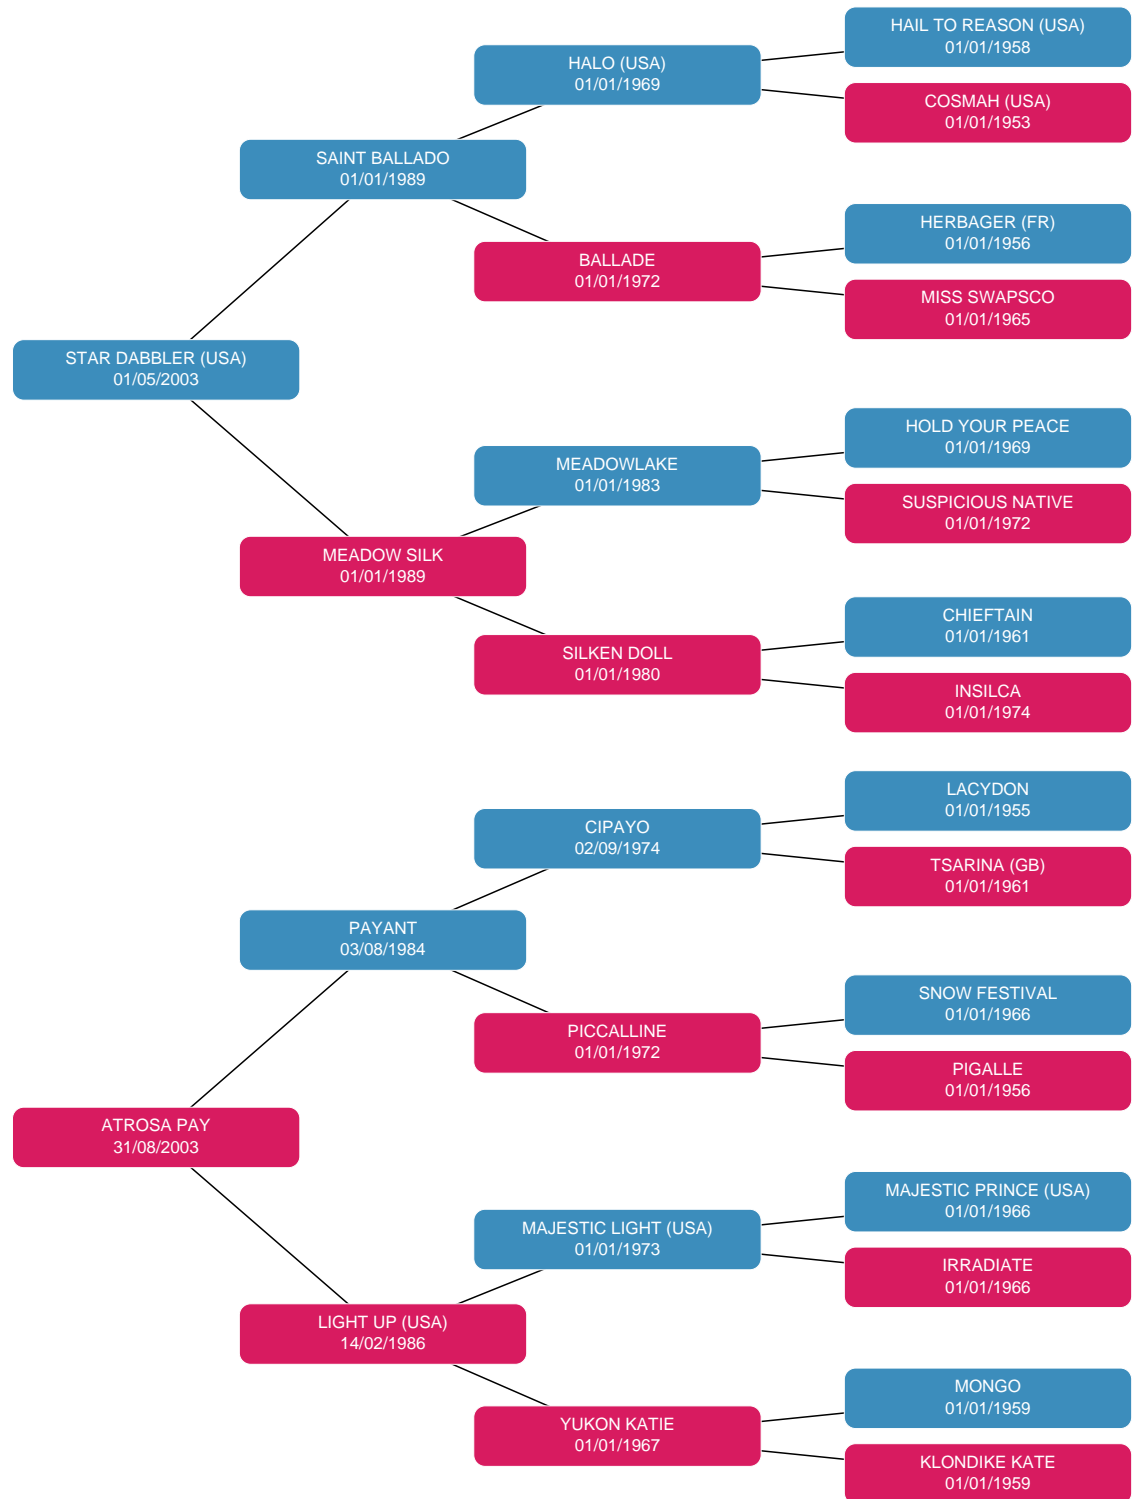 HAIL TO REASON (USA)
01/01/1958
HALO (USA)
01/01/1969
COSMAH (USA)
01/01/1953
SAINT BALLADO
01/01/1989
HERBAGER (FR)
01/01/1956
BALLADE
01/01/1972
MISS SWAPSCO
01/01/1965
STAR DABBLER (USA)
01/05/2003
HOLD YOUR PEACE
01/01/1969
MEADOWLAKE
01/01/1983
SUSPICIOUS NATIVE
01/01/1972
MEADOW SILK
01/01/1989
CHIEFTAIN
01/01/1961
SILKEN DOLL
01/01/1980
INSILCA
01/01/1974
LACYDON
01/01/1955
CIPAYO
02/09/1974
TSARINA (GB)
01/01/1961
PAYANT
03/08/1984
SNOW FESTIVAL
01/01/1966
PICCALLINE
01/01/1972
PIGALLE
01/01/1956
ATROSA PAY
31/08/2003
MAJESTIC PRINCE (USA)
01/01/1966
MAJESTIC LIGHT (USA)
01/01/1973
IRRADIATE
01/01/1966
LIGHT UP (USA)
14/02/1986
MONGO
01/01/1959
YUKON KATIE
01/01/1967
KLONDIKE KATE
01/01/1959